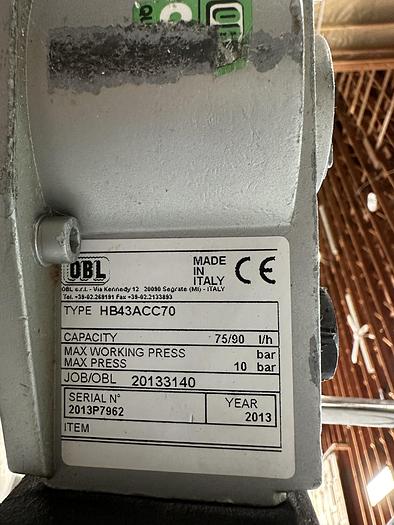 OBL
MADE
IN
ITALY
CE
OBL s.r.l. - Via Kennedy 12 20090 Segrate (MI) - ITALY
Tel. +39-02.269191 Fax +39-02.2133893
TYPE HB43ACC70
CAPACITY 75/90 l/h
MAX WORKING PRESS bar
MAX PRESS 10 bar
JOB/OBL 20133140
SERIAL N° YEAR
2013P7962 2013
ITEM